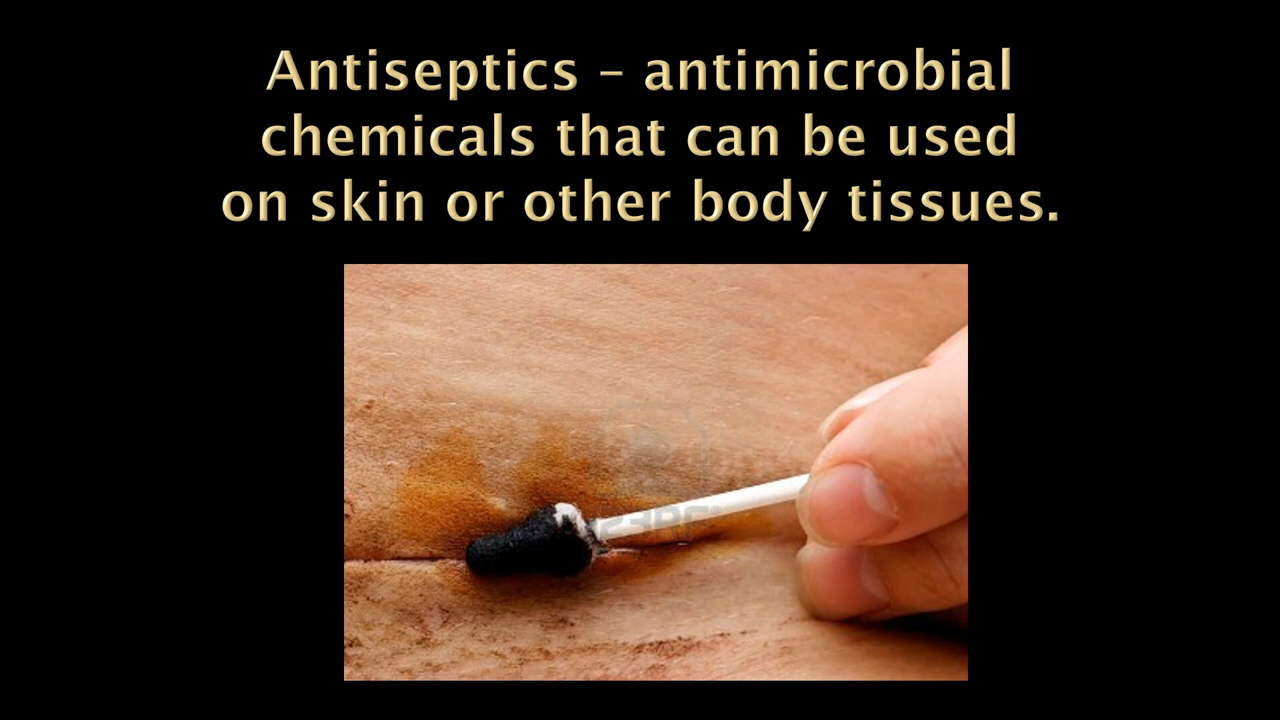 Antiseptics – antimicrobial
chemicals that can be used
on skin or other body tissues.